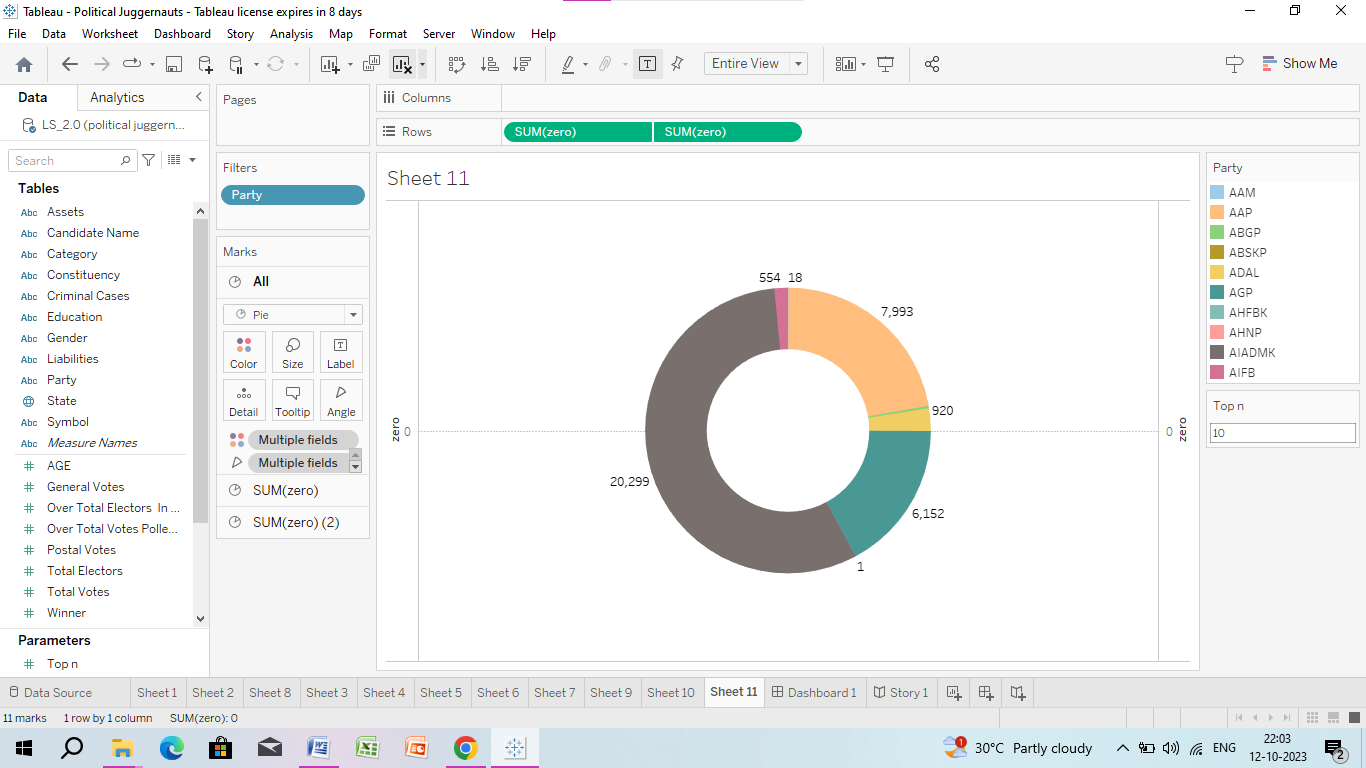 Tableau - Political Juggernauts - Tableau license expires in 8 days
File Data Worksheet Dashboard Story Analysis Map Format Server Window Help
Entire View
Show Me
Data Analytics
LS_2.0 (political juggern...
Search
Tables
Abc Assets
Abc Candidate Name
Abc Category
Abc Constituency
Abc Criminal Cases
Abc Education
Abc Gender
Abc Liabilities
Abc Party
State
Abc Symbol
Abc Measure Names
AGE
General Votes
Over Total Electors In ...
Over Total Votes Polle...
Postal Votes
Total Electors
Total Votes
Winner
Parameters
Top n
Pages
Filters
Party
Marks
All
Pie
Color Size Label
Detail Tooltip Angle
Multiple fields
Multiple fields
SUM(zero)
SUM(zero) (2)
Columns
Rows SUM(zero) SUM(zero)
Sheet 11
554 18
7,993
920
zero 0
0 zero
20,299
6,152
1
Party
AAM
AAP
ABGP
ABSKP
ADAL
AGP
AHFBK
AHNP
AIADMK
AIFB
Top n
10
Data Source Sheet 1 Sheet 2 Sheet 8 Sheet 3 Sheet 4 Sheet 5 Sheet 6 Sheet 7 Sheet 9 Sheet 10 Sheet 11 Dashboard 1 Story 1
11 marks 1 row by 1 column SUM(zero): 0
1 30°C Partly cloudy ENG 22:03
12-10-2023 2